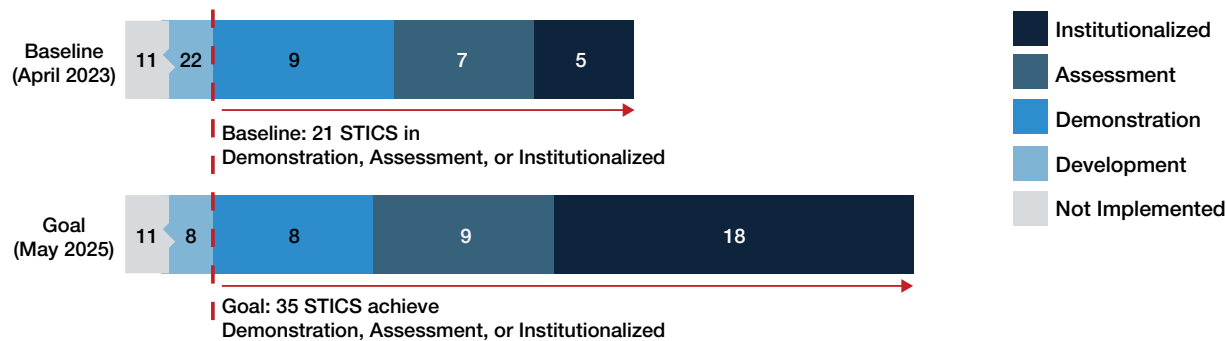 Baseline
(April 2023)
11 22 9 7 5
Baseline: 21 STICS in
Demonstration, Assessment, or Institutionalized
Goal
(May 2025)
11 8 8 9 18
Goal: 35 STICS achieve
Demonstration, Assessment, or Institutionalized
Institutionalized
Assessment
Demonstration
Development
Not Implemented